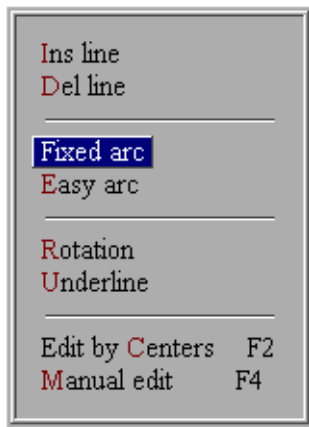 Ins line
Del line
Fixed arc
Easy arc
Rotation
Underline
Edit by Centers F2
Manual edit F4